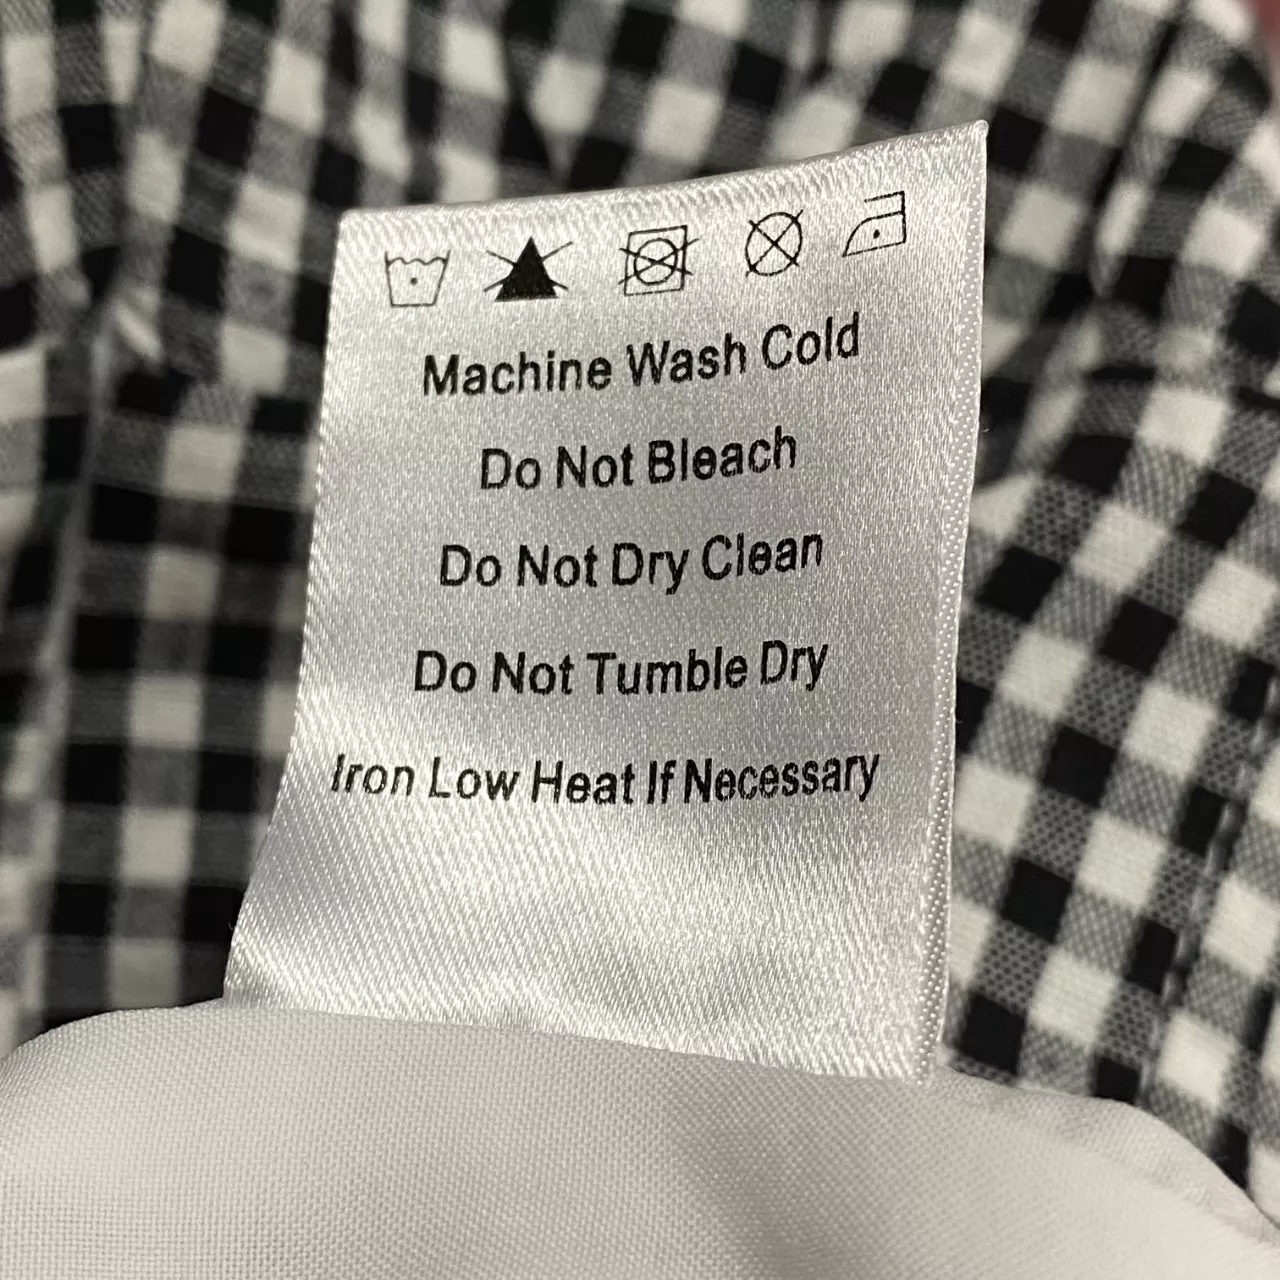 Machine Wash Cold
Do Not Bleach
Do Not Dry Clean
Do Not Tumble Dry
Iron Low Heat If Necessary